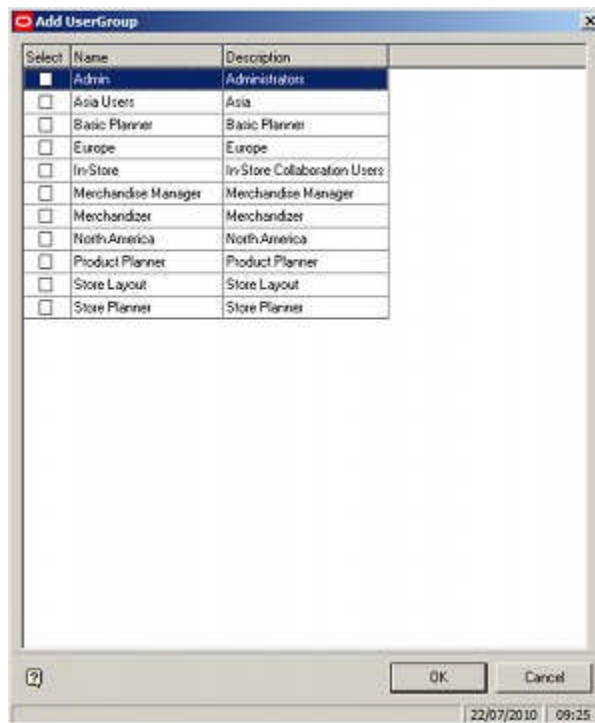 Add UserGroup
Select Name Description
Admin Administrators
Asia Users Asia
Basic Planner Basic Planner
Europe Europe
In-Store In-Store Collaboration Users
Merchandise Manager Merchandise Manager
Merchandizer Merchandizer
North America North America
Product Planner Product Planner
Store Layout Store Layout
Store Planner Store Planner
OK Cancel
22/07/2010 09:25